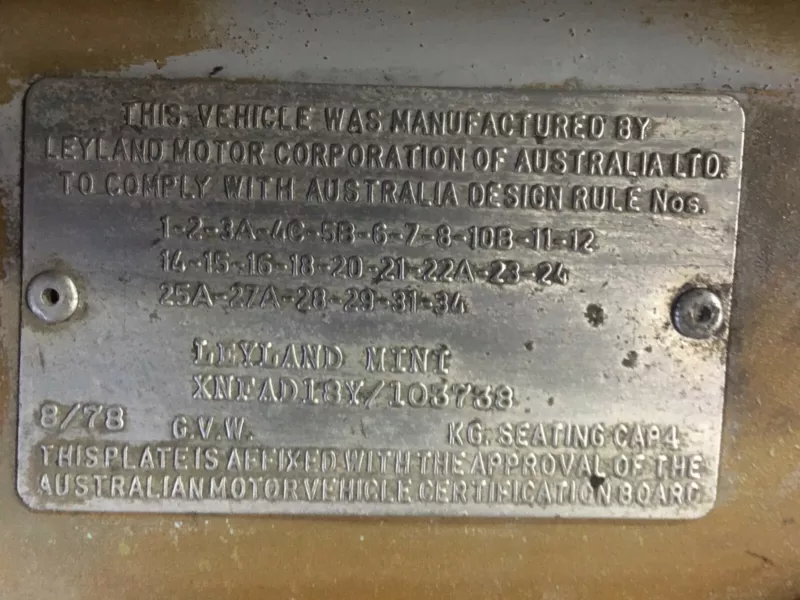 THIS VEHICLE WAS MANUFACTURED BY
LEYLAND MOTOR CORPORATION OF AUSTRALIA LTD.
TO COMPLY WITH AUSTRALIA DESIGN RULE Nos.
1-2-3A-4C-5B-6-7-8-10B-11-12
14-15-16-18-20-21-22A-23-24
25A-27A-28-29-31-34
LEYLAND MINI
XNFAD18Y/103738
8/78 G.V.W. KG. SEATING CAP4
THIS PLATE IS AFFIXED WITH THE APPROVAL OF THE
AUSTRALIAN MOTOR VEHICLE CERTIFICATION BOARD